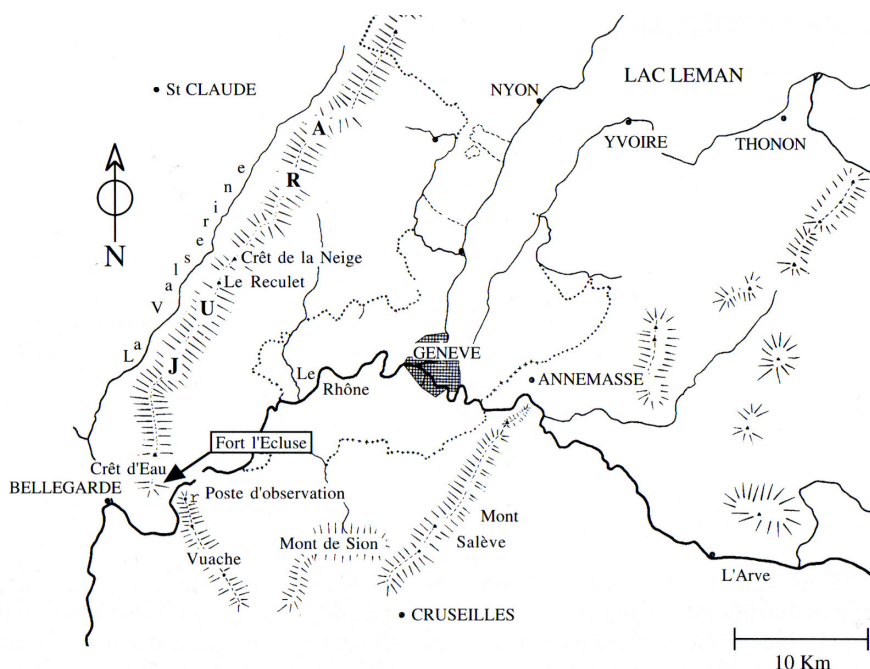 St CLAUDE
NYON
LAC LEMAN
YVOIRE
THONON
JURA
La Valserine
N
Crêt de la Neige
Le Reculet
GENEVE
Le
Rhône
ANNEMASSE
Fort l'Ecluse
Crêt d'Eau
BELLEGARDE
r Poste d'observation
Vuache
Mont de Sion
Mont
Salève
L'Arve
CRUSEILLES
10 Km